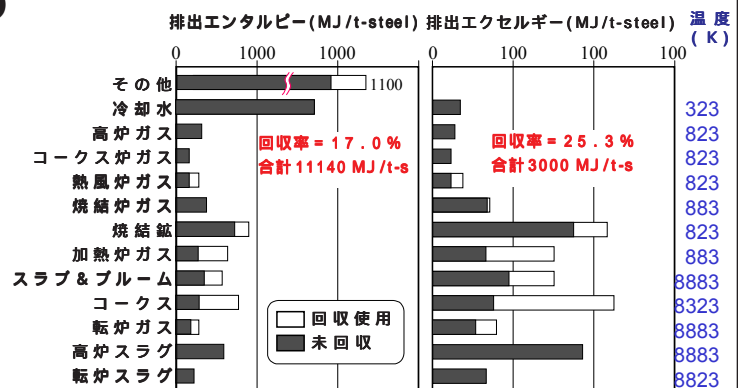 排出エンタルピー(MJ/t-steel) 排出エクセルギー(MJ/t-steel) 温度
(K)
0 1000 1000 0 100 100 100
その他 1100
冷却水 323
高炉ガス 823
コークス炉ガス 823
熱風炉ガス 823
焼結炉ガス 883
焼結鉱 823
加熱炉ガス 883
スラブ&ブルーム 8883
コークス 8323
転炉ガス 8883
高炉スラグ 8883
転炉スラグ 8823
回収率=17.0%
合計11140 MJ/t-s
回収率=25.3%
合計3000 MJ/t-s
回収使用
未回収